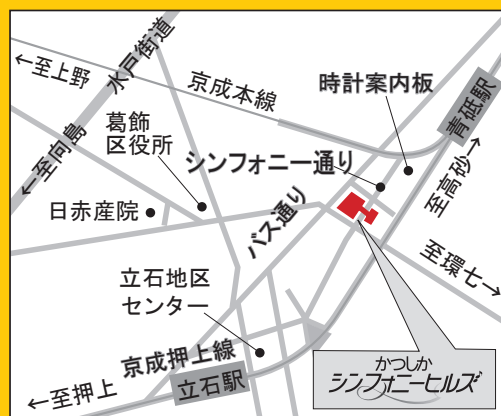 ←至上野
水戸街道
京成本線
時計案内板
青砥駅
葛飾
区役所
シンフォニー通り
←至向島
日赤産院
バス通り
至高砂→
至環七→
立石地区
センター
京成押上線
立石駅
←至押上
かつしか
シンフォニーヒルズ